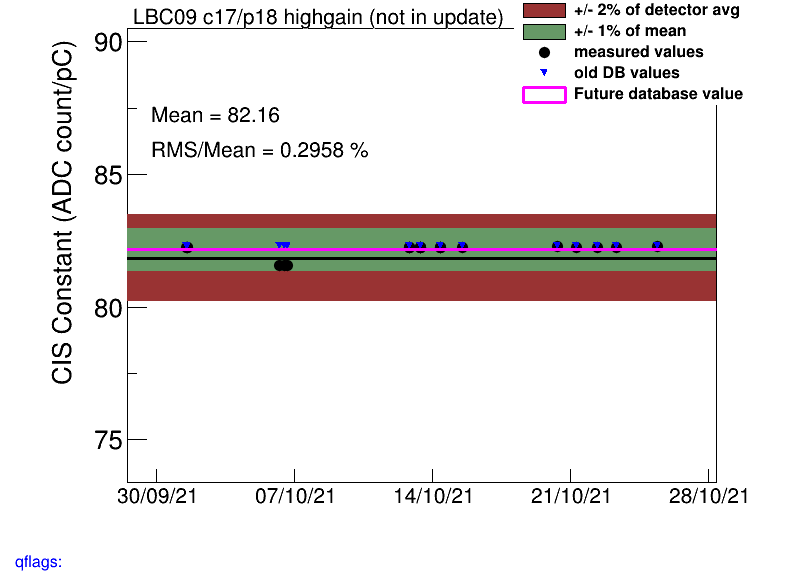 LBC09 c17/p18 highgain (not in update)
+/- 2% of detector avg
+/- 1% of mean
measured values
old DB values
Future database value
Mean = 82.16
RMS/Mean = 0.2958 %
CIS Constant (ADC count/pC)
90
85
80
75
30/09/21 07/10/21 14/10/21 21/10/21 28/10/21
qflags: